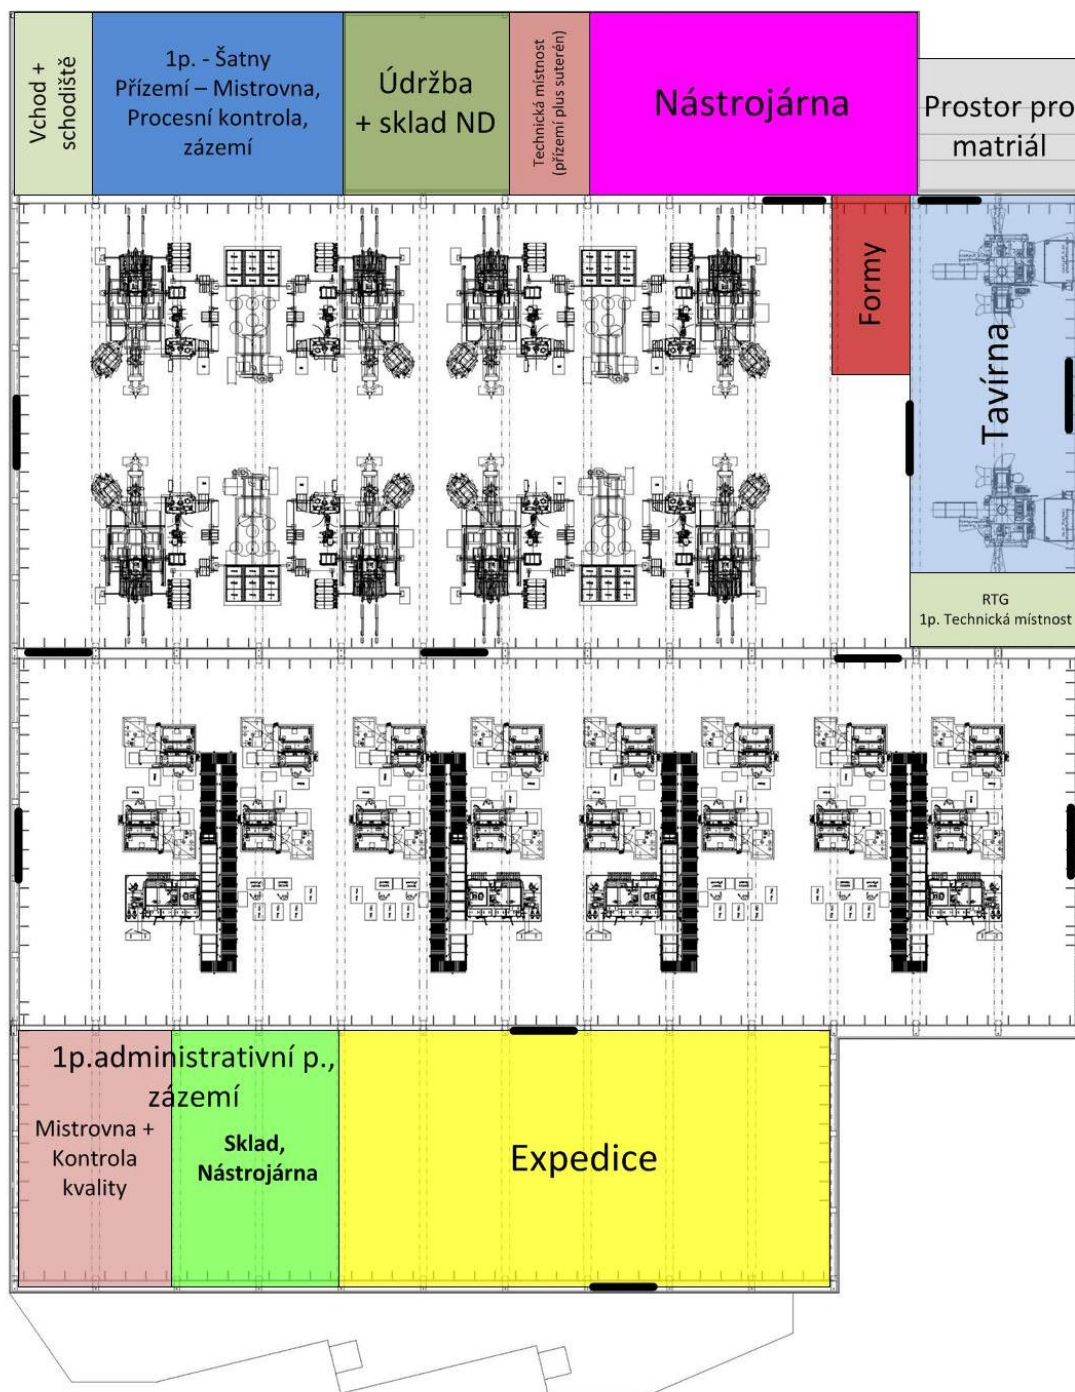 Vchod +
schodiště
1p. - Šatny
Přízemí – Mistrovna,
Procesní kontrola,
zázemí
Údržba
+ sklad ND
Technická místnost
(přízemí plus suterén)
Nástrojárna
Prostor pro
matriál
Formy
Tavírna
RTG
1p. Technická místnost
1p.administrativní p.,
zázemí
Mistrovna +
Kontrola
kvality
Sklad,
Nástrojárna
Expedice